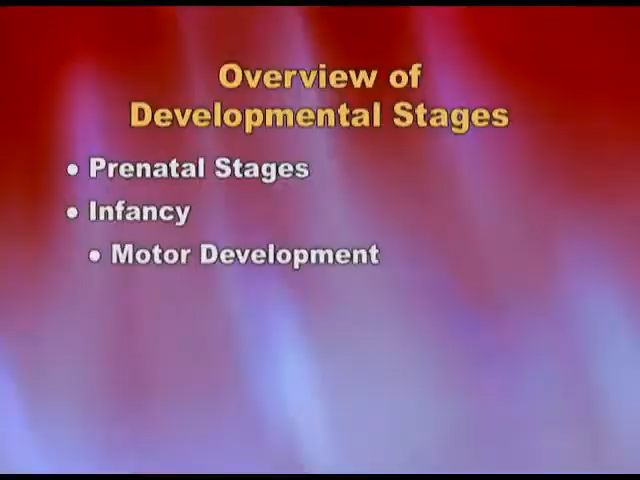 Overview of
Developmental Stages
• Prenatal Stages
• Infancy
• Motor Development